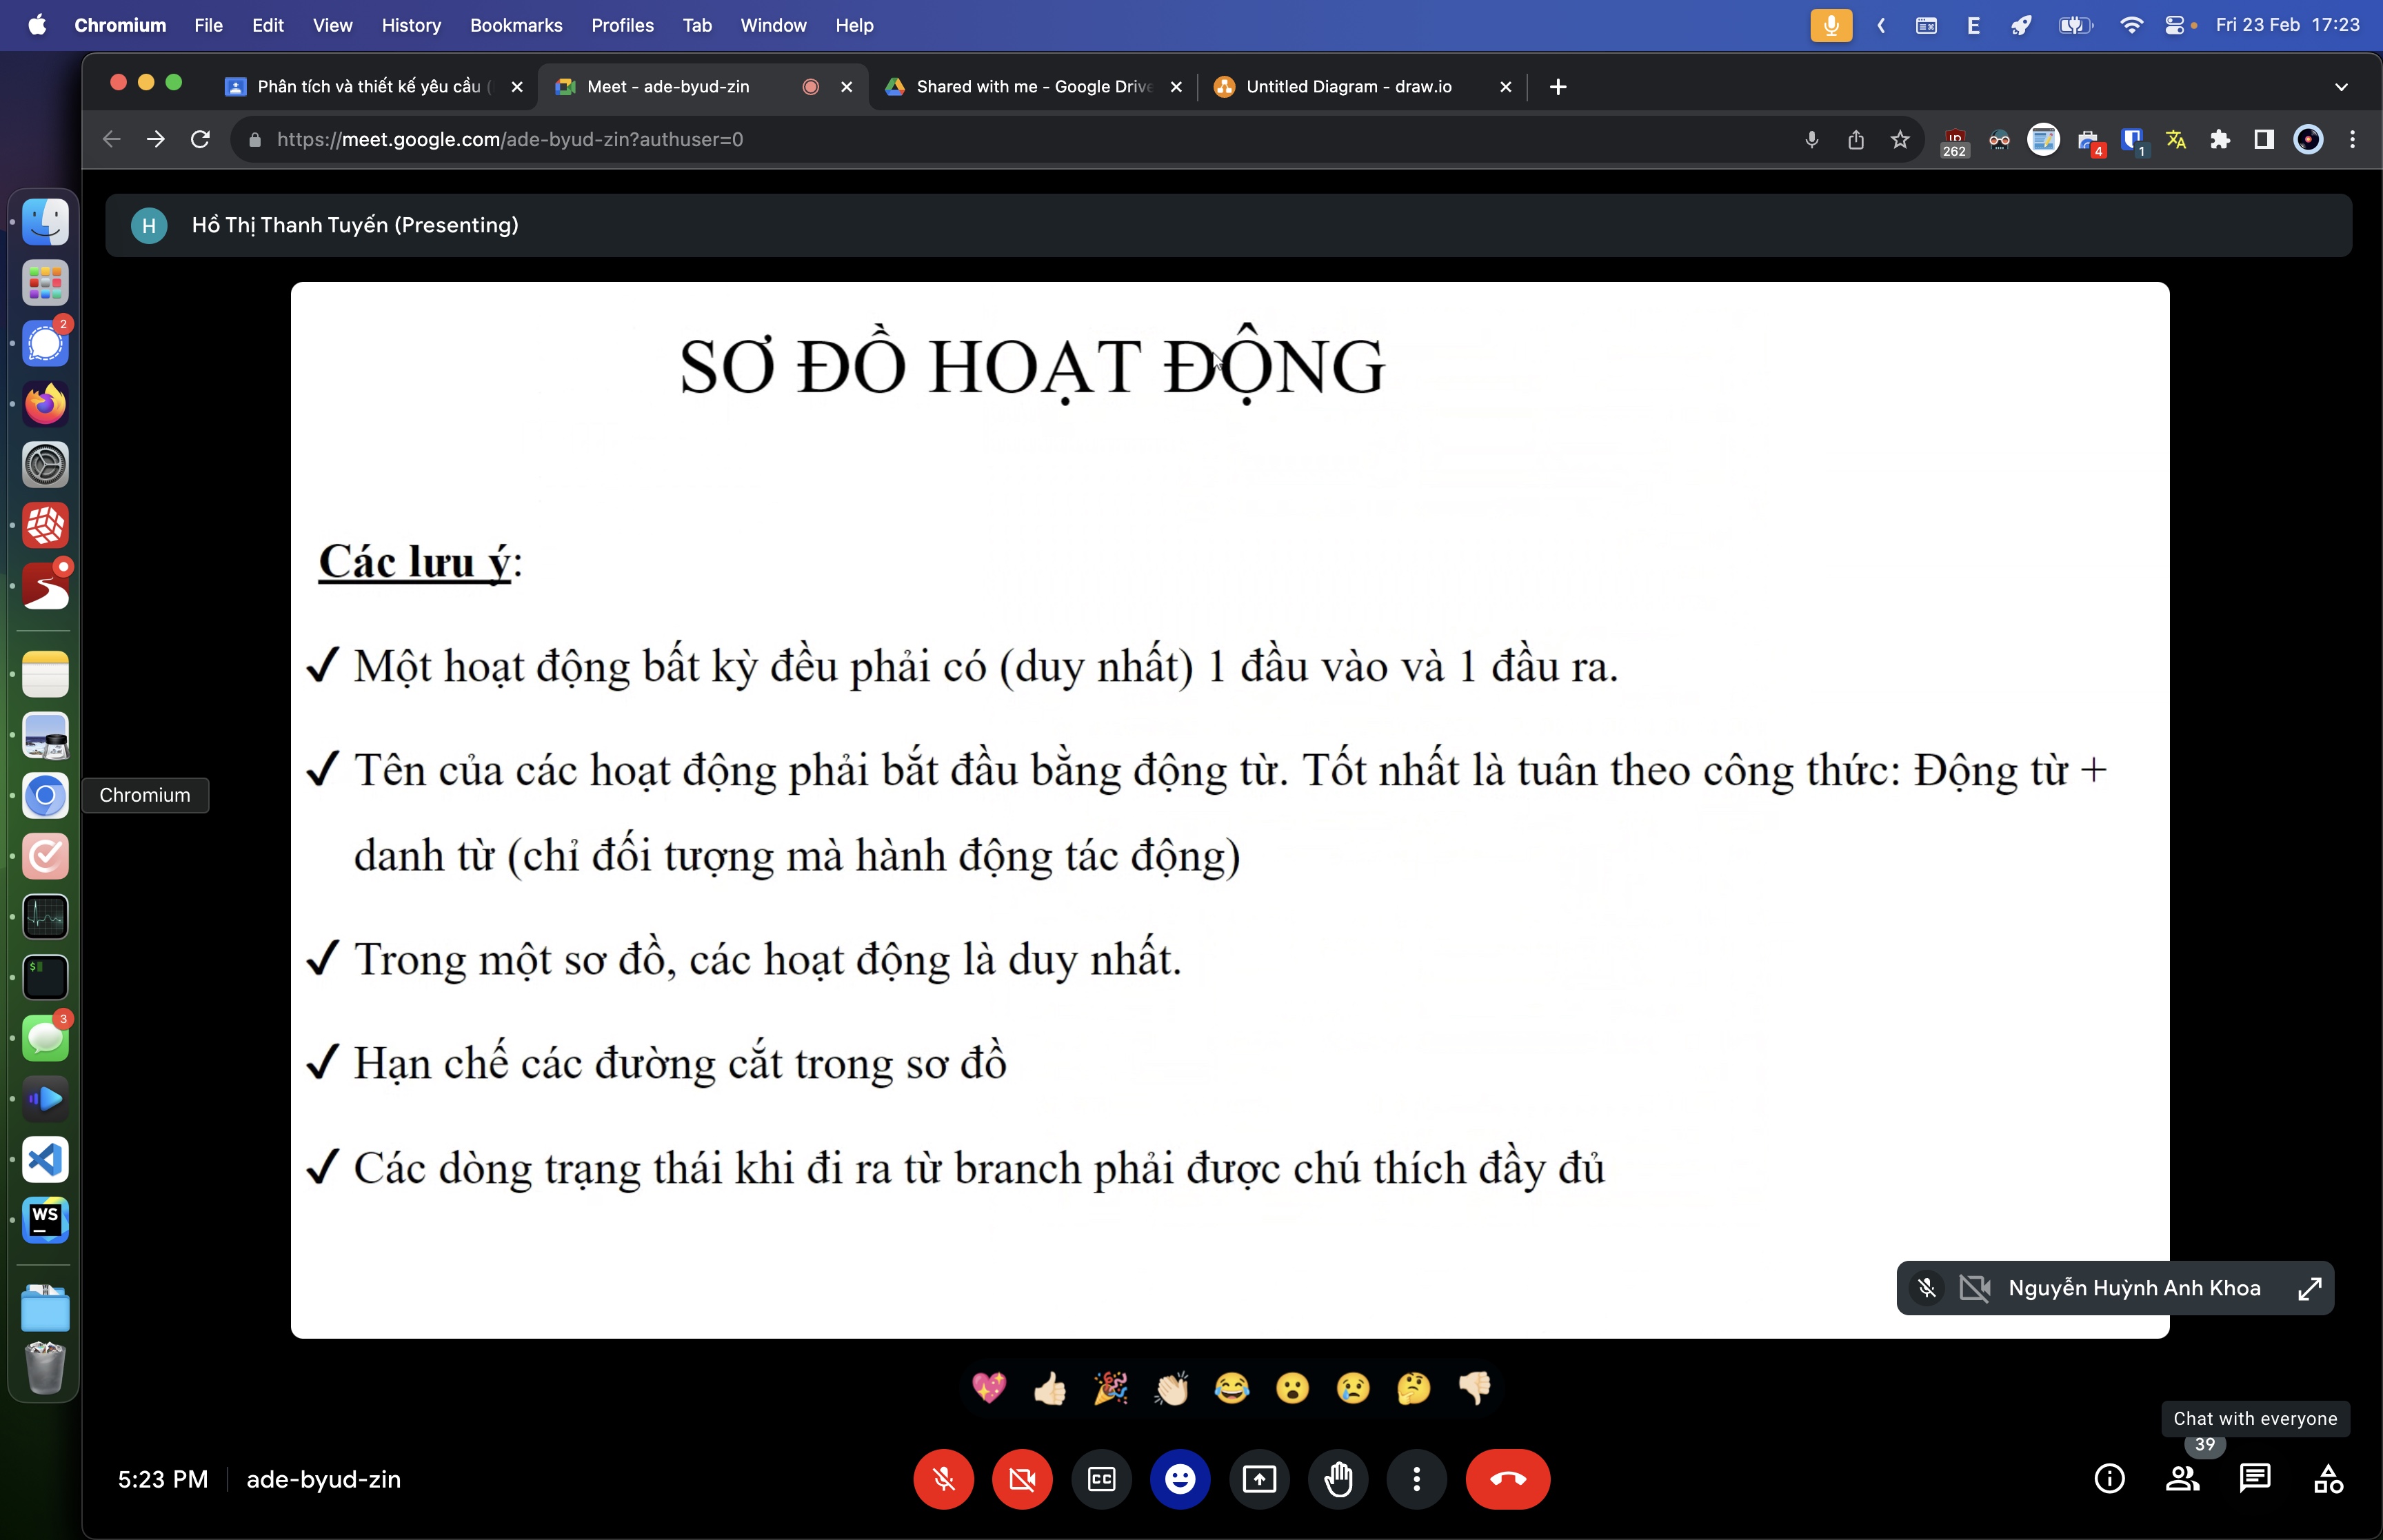 Chromium File Edit View History Bookmarks Profiles Tab Window Help E Fri 23 Feb 17:23
Phân tích và thiết kế yêu cầu ( Meet - ade-byud-zin Shared with me - Google Drive Untitled Diagram - draw.io
https://meet.google.com/ade-byud-zin?authuser=0 262 4 1
H Hồ Thị Thanh Tuyến (Presenting)
SƠ ĐỒ HOẠT ĐỘNG
2
Các lưu ý:
✓ Một hoạt động bất kỳ đều phải có (duy nhất) 1 đầu vào và 1 đầu ra.
✓ Tên của các hoạt động phải bắt đầu bằng động từ. Tốt nhất là tuân theo công thức: Động từ +
Chromium
danh từ (chỉ đối tượng mà hành động tác động)
✓ Trong một sơ đồ, các hoạt động là duy nhất.
$
3
✓ Hạn chế các đường cắt trong sơ đồ
✓ Các dòng trạng thái khi đi ra từ branch phải được chú thích đầy đủ
WS
Nguyễn Huỳnh Anh Khoa
Chat with everyone
39
5:23 PM ade-byud-zin CC